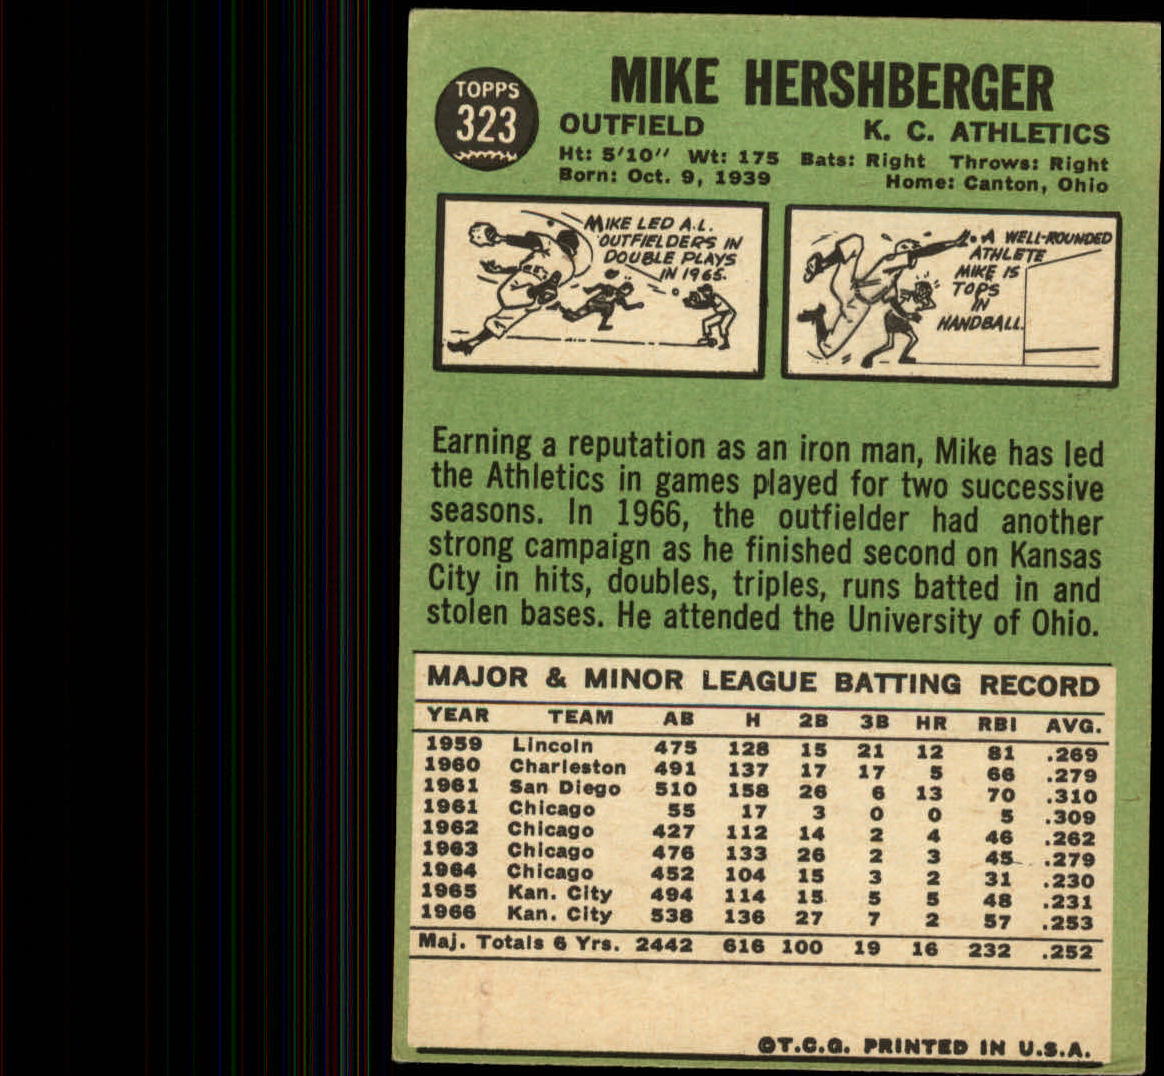 TOPPS
323
MIKE HERSHBERGER
OUTFIELD K. C. ATHLETICS
Ht: 5'10" Wt: 175 Bats: Right Throws: Right
Born: Oct. 9, 1939 Home: Canton, Ohio
MIKE LED A.L.
OUTFIELDERS IN
DOUBLE PLAYS
IN 1965.
A WELL-ROUNDED
ATHLETE
MIKE IS
TOPS
IN
HANDBALL.
Earning a reputation as an iron man, Mike has led
the Athletics in games played for two successive
seasons. In 1966, the outfielder had another
strong campaign as he finished second on Kansas
City in hits, doubles, triples, runs batted in and
stolen bases. He attended the University of Ohio.
MAJOR & MINOR LEAGUE BATTING RECORD
YEAR TEAM AB H 2B 3B HR RBI AVG.
1959 Lincoln 475 128 15 21 12 81 .269
1960 Charleston 491 137 17 17 5 66 .279
1961 San Diego 510 158 26 6 13 70 .310
1961 Chicago 55 17 3 0 0 5 .309
1962 Chicago 427 112 14 2 4 46 .262
1963 Chicago 476 133 26 2 3 45 .279
1964 Chicago 452 104 15 3 2 31 .230
1965 Kan. City 494 114 15 5 5 48 .231
1966 Kan. City 538 136 27 7 2 57 .253
Maj. Totals 6 Yrs. 2442 616 100 19 16 232 .252
©T.C.G. PRINTED IN U.S.A.